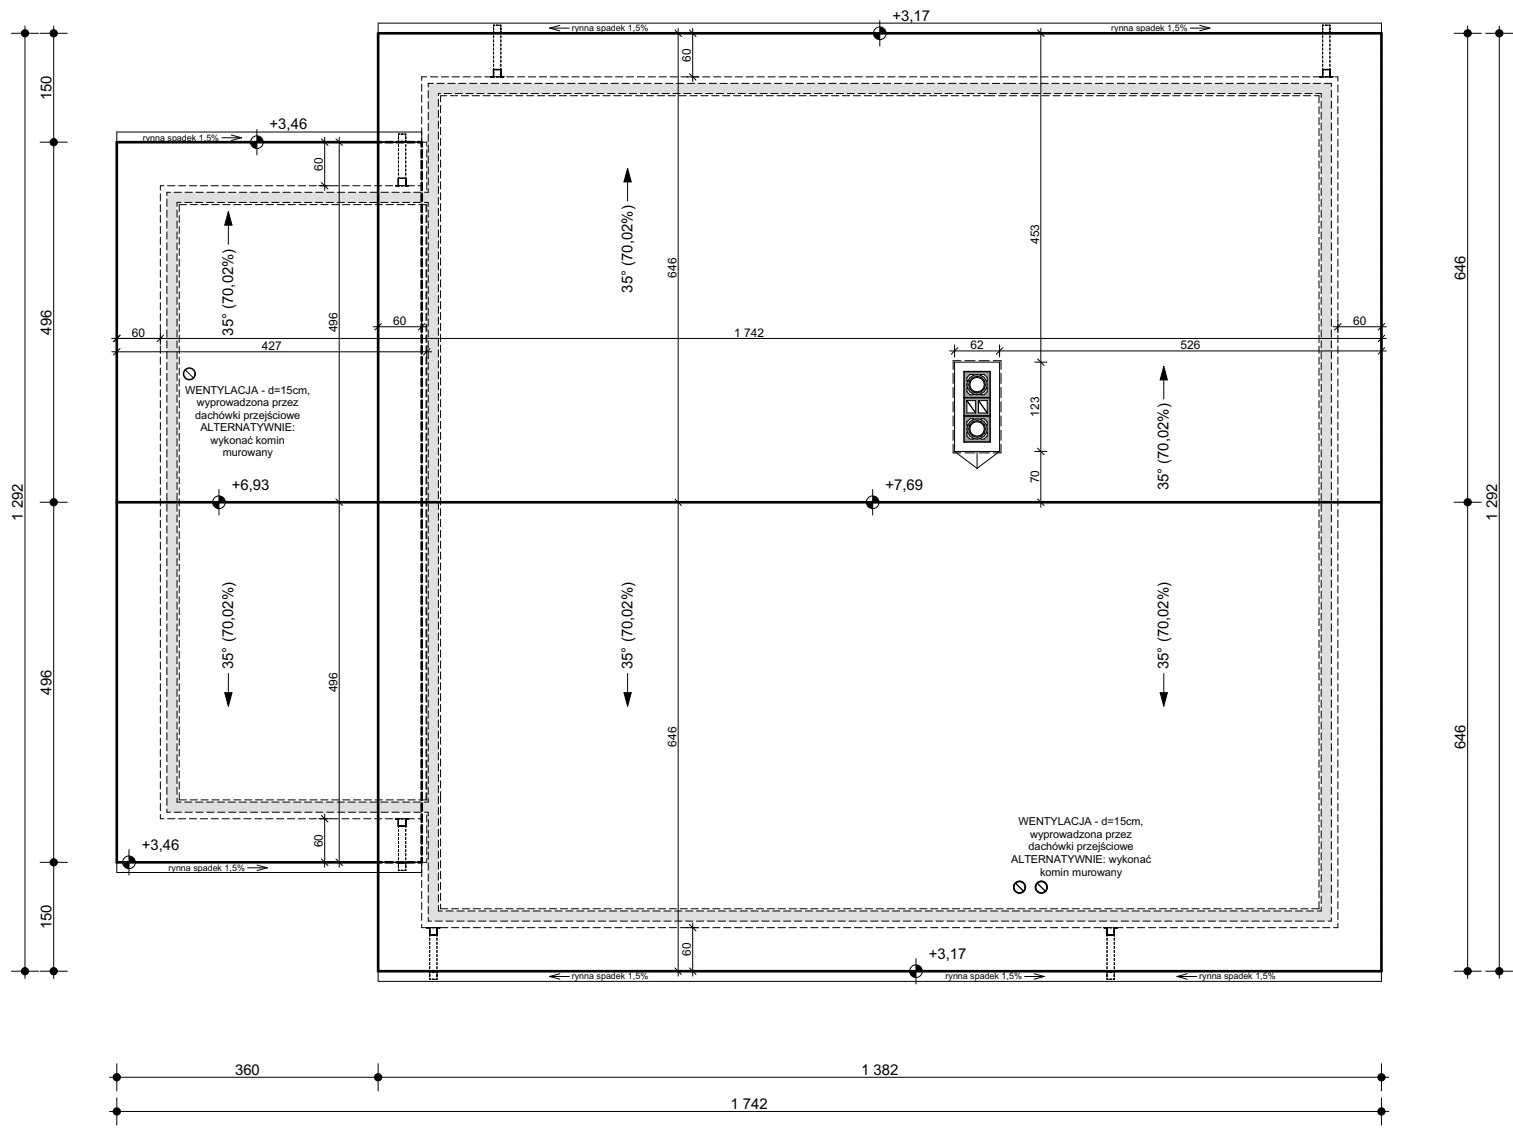 +3,17
rynna spadek 1,5%
rynna spadek 1,5%
60
150
+3,46
rynna spadek 1,5%
60
35° (70,02%)
35° (70,02%)
453
646
646
496
496
60
60
427
1 742
60
62
526
WENTYLACJA - d=15cm,
wyprowadzona przez
dachówki przejściowe
ALTERNATYWNIE:
wykonać komin
murowany
123
35° (70,02%)
70
+6,93
+7,69
1 292
1 292
35° (70,02%)
35° (70,02%)
35° (70,02%)
496
496
646
646
WENTYLACJA - d=15cm,
wyprowadzona przez
dachówki przejściowe
ALTERNATYWNIE: wykonać
komin murowany
+3,46
60
rynna spadek 1,5%
150
60
+3,17
rynna spadek 1,5%
rynna spadek 1,5%
rynna spadek 1,5%
360
1 382
1 742